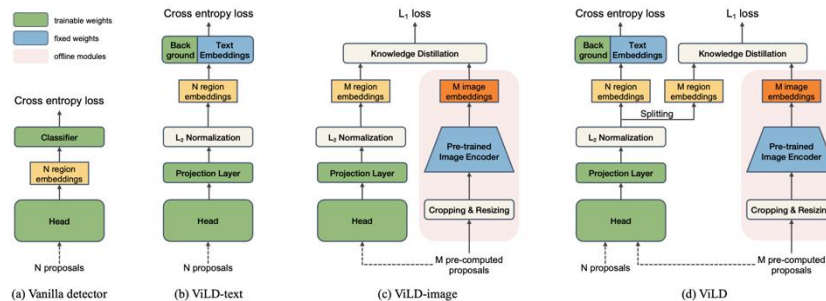 trainable weights
fixed weights
offline modules
Cross entropy loss
Classifier
N region
embeddings
Head
N proposals
(a) Vanilla detector
Cross entropy loss
Back
ground
Text
Embeddings
N region
embeddings
L₂ Normalization
Projection Layer
Head
N proposals
(b) ViLD-text
L₁ loss
Knowledge Distillation
M region
embeddings
M image
embeddings
L₂ Normalization
Pre-trained
Image Encoder
Projection Layer
Cropping & Resizing
Head
M pre-computed
proposals
(c) ViLD-image
Cross entropy loss
L₁ loss
Back
ground
Text
Embeddings
Knowledge Distillation
N region
embeddings
M region
embeddings
M image
embeddings
Splitting
L₂ Normalization
Pre-trained
Image Encoder
Projection Layer
Cropping & Resizing
Head
N proposals
M pre-computed
proposals
(d) ViLD